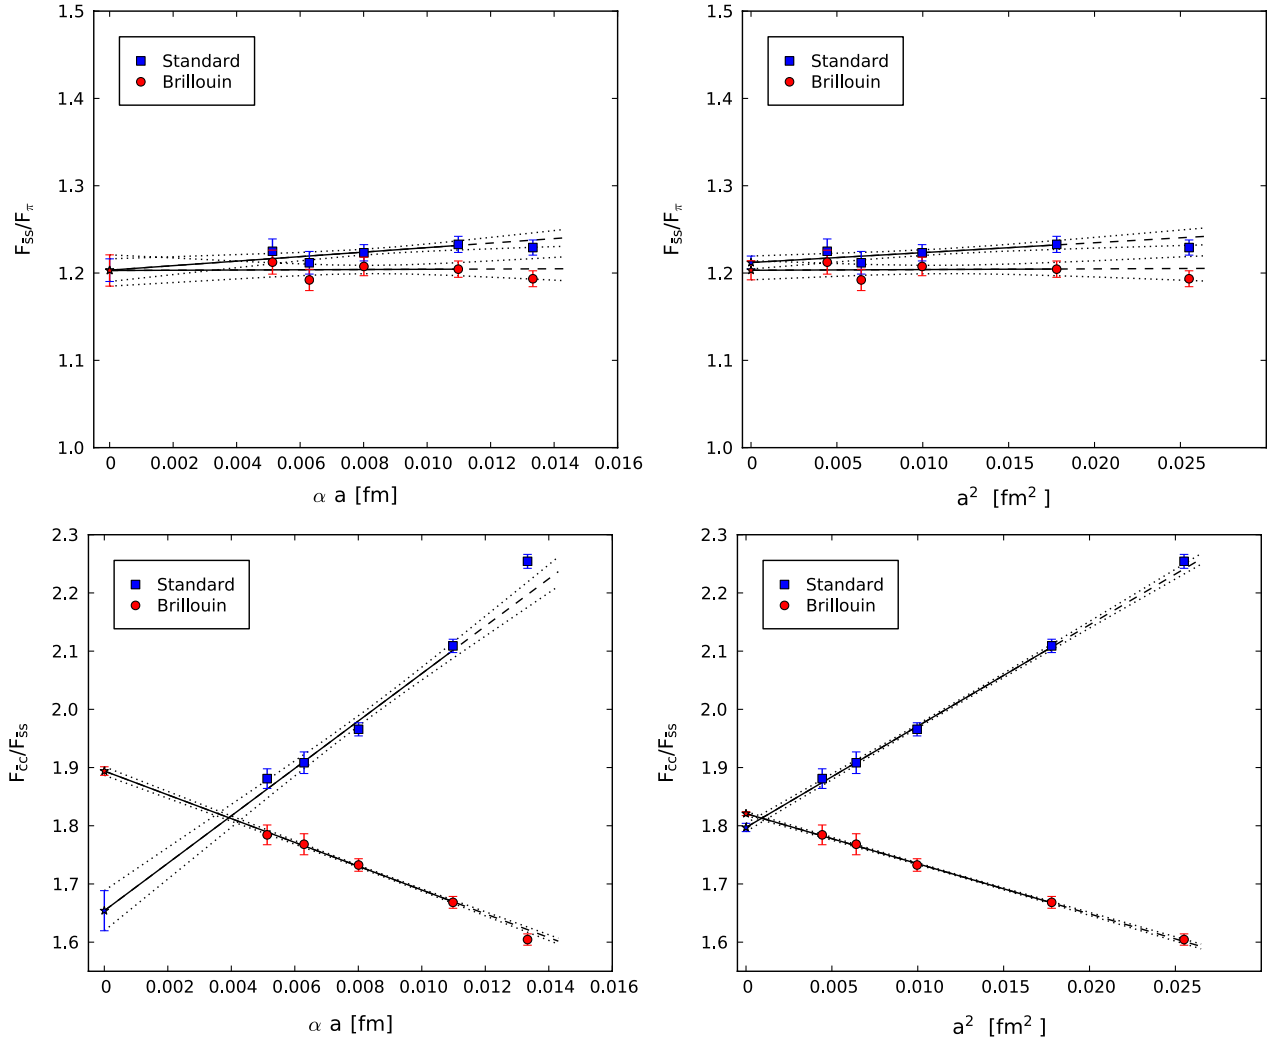 1.5
1.4
1.3
1.2
1.1
1.0
F_s̄s/F_π
Standard
Brillouin
0 0.002 0.004 0.006 0.008 0.010 0.012 0.014 0.016
α a [fm]
1.5
1.4
1.3
1.2
1.1
1.0
F_s̄s/F_π
Standard
Brillouin
0 0.005 0.010 0.015 0.020 0.025
a² [fm²]
2.3
2.2
2.1
2.0
1.9
1.8
1.7
1.6
F_c̄c/F_s̄s
Standard
Brillouin
0 0.002 0.004 0.006 0.008 0.010 0.012 0.014 0.016
α a [fm]
2.3
2.2
2.1
2.0
1.9
1.8
1.7
1.6
F_c̄c/F_s̄s
Standard
Brillouin
0 0.005 0.010 0.015 0.020 0.025
a² [fm²]